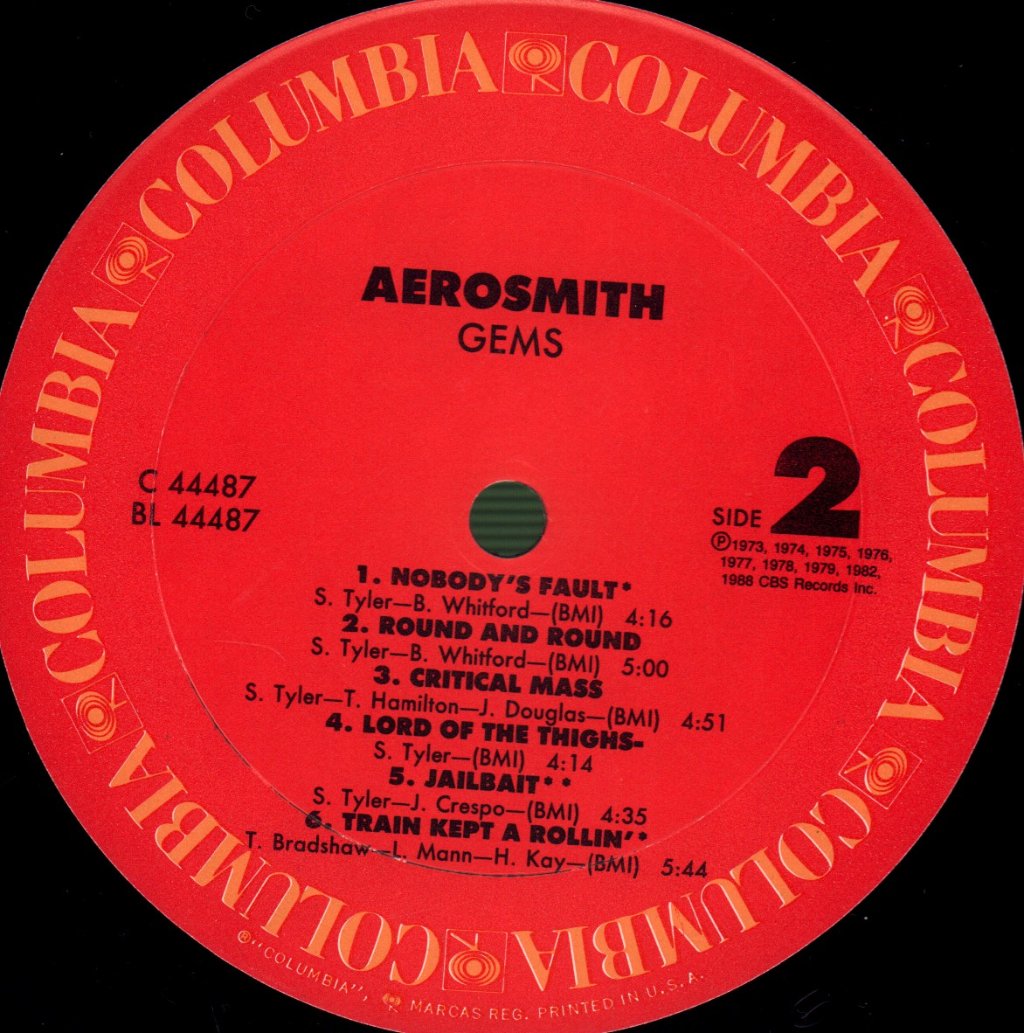 COLUMBIA COLUMBIA COLUMBIA COLUMBIA COLUMBIA COLUMBIA COLUMBIA COLUMBIA
AEROSMITH
GEMS
C 44487
BL 44487
SIDE 2
Ⓟ1973, 1974, 1975, 1976,
1977, 1978, 1979, 1982,
1988 CBS Records Inc.
1. NOBODY'S FAULT*
S. Tyler—B. Whitford—(BMI) 4:16
2. ROUND AND ROUND
S. Tyler—B. Whitford—(BMI) 5:00
3. CRITICAL MASS
S. Tyler—T. Hamilton—J. Douglas—(BMI) 4:51
4. LORD OF THE THIGHS-
S. Tyler—(BMI) 4:14
5. JAILBAIT**
S. Tyler—J. Crespo—(BMI) 4:35
6. TRAIN KEPT A ROLLIN'*
T. Bradshaw—L. Mann—H. Kay—(BMI) 5:44
® "COLUMBIA", MARCAS REG. PRINTED IN U.S.A.